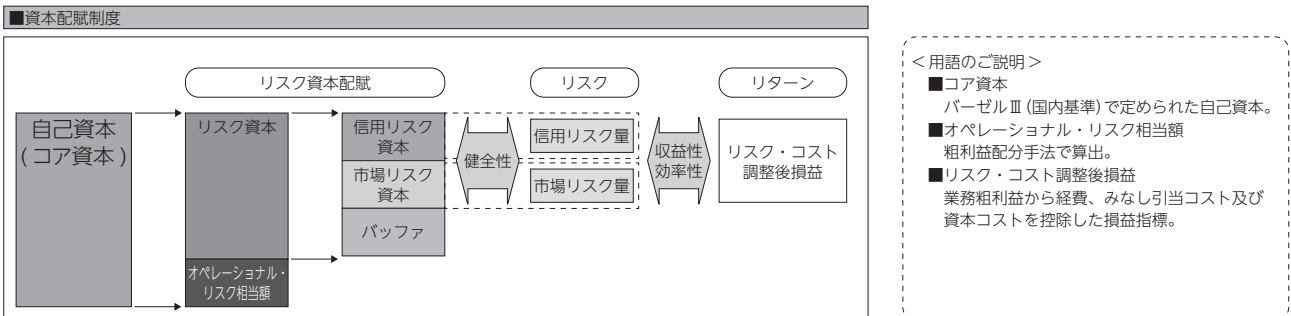 ■資本配賦制度
リスク資本配賦
リスク
リターン
自己資本
(コア資本)
リスク資本
オペレーショナル・
リスク相当額
信用リスク
資本
市場リスク
資本
バッファ
健全性
信用リスク量
市場リスク量
収益性
効率性
リスク・コスト
調整後損益
<用語のご説明>
■コア資本
バーゼルⅢ(国内基準)で定められた自己資本。
■オペレーショナル・リスク相当額
粗利益配分手法で算出。
■リスク・コスト調整後損益
業務粗利益から経費、みなし引当コスト及び
資本コストを控除した損益指標。